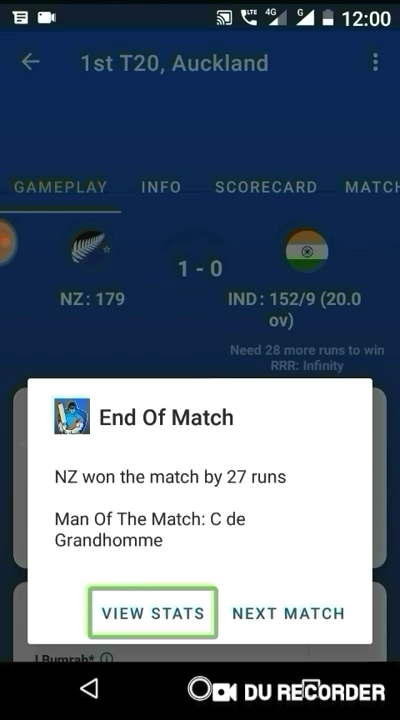 LTE 4G G 12:00
1st T20, Auckland
GAMEPLAY INFO SCORECARD MATCH
1 - 0
NZ: 179 IND: 152/9 (20.0
ov)
Need 28 more runs to win
RRR: Infinity
End Of Match
NZ won the match by 27 runs
Man Of The Match: C de
Grandhomme
VIEW STATS NEXT MATCH
J Bumrah*
DU RECORDER